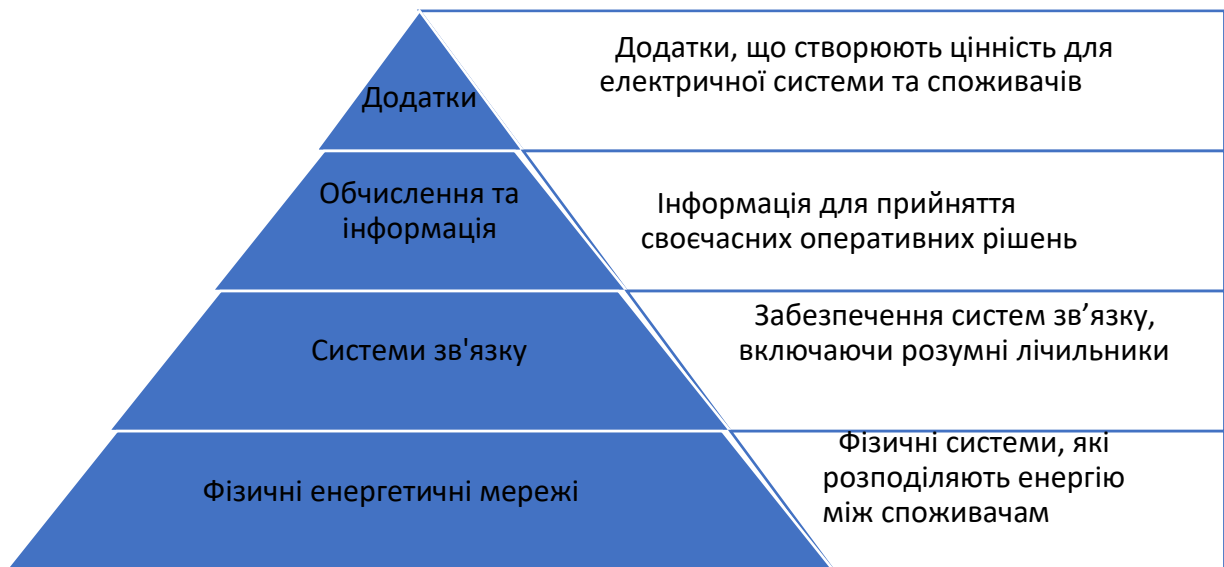 Додатки
Додатки, що створюють цінність для
електричної системи та споживачів
Обчислення та
інформація
Інформація для прийняття
своєчасних оперативних рішень
Системи зв'язку
Забезпечення систем зв’язку,
включаючи розумні лічильники
Фізичні енергетичні мережі
Фізичні системи, які
розподіляють енергію
між споживачам